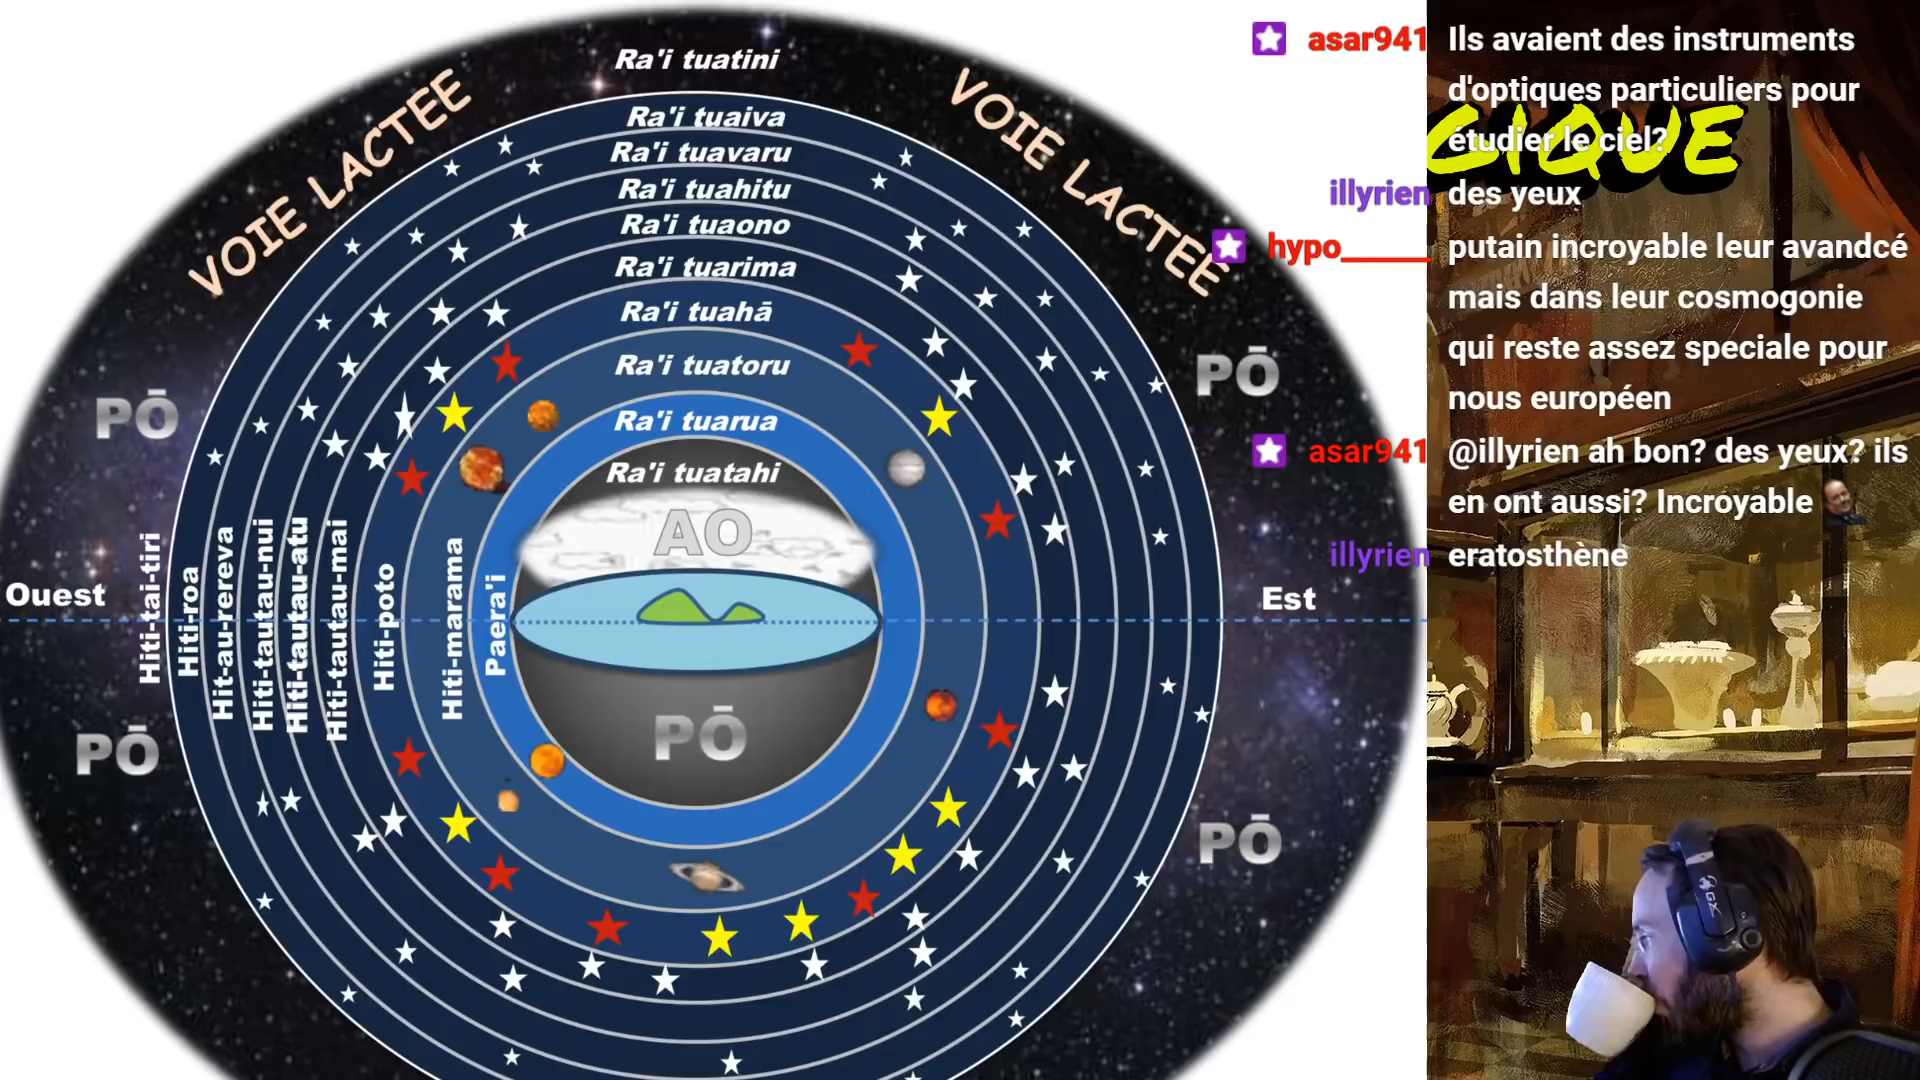 Ra'i tuatini
VOIE LACTEE
VOIE LACTEE
Ra'i tuaiva
Ra'i tuavaru
Ra'i tuahitu
Ra'i tuaono
Ra'i tuarima
Ra'i tuahā
Ra'i tuatoru
Ra'i tuarua
Ra'i tuatahi
AO
PŌ
PŌ
PŌ
PŌ
PŌ
Ouest
Est
Hiti-tai-tiri
Hiti-roa
Hit-au-rereva
Hiti-tautau-nui
Hiti-tautau-atu
Hiti-tautau-mai
Hiti-poto
Hiti-marama
Paera'i
CIQUE
asar941 Ils avaient des instruments
d'optiques particuliers pour
étudier le ciel?
illyrien des yeux
hypo______ putain incroyable leur avandcé
mais dans leur cosmogonie
qui reste assez speciale pour
nous européen
asar941 @illyrien ah bon? des yeux? ils
en ont aussi? Incroyable
illyrien eratosthène
GX